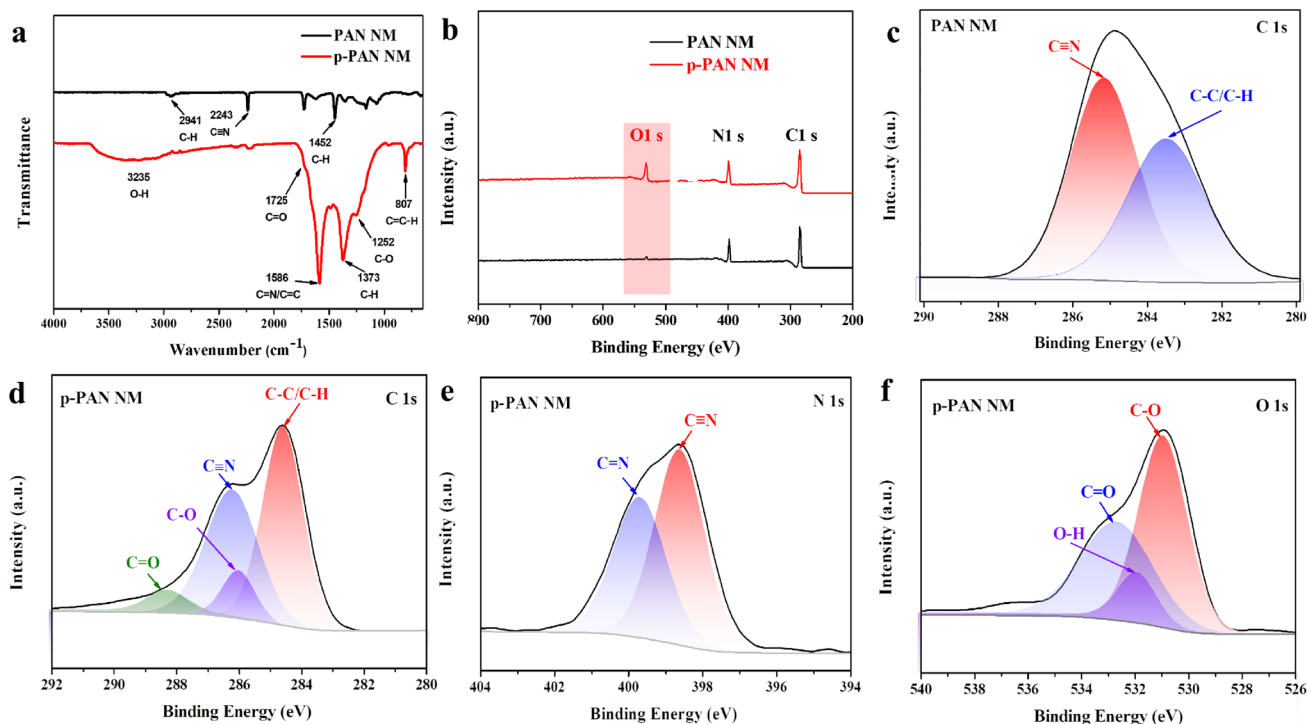 a
PAN NM
p-PAN NM
2941
C-H
2243
C≡N
1452
C-H
3235
O-H
1725
C=O
807
C=C-H
1252
C-O
1586
C=N/C=C
1373
C-H
Transmittance
4000 3500 3000 2500 2000 1500 1000
Wavenumber (cm-1)
b
PAN NM
p-PAN NM
O1 s
N1 s
C1 s
Intensity (a.u.)
800 700 600 500 400 300 200
Binding Energy (eV)
c
PAN NM
C 1s
C≡N
C-C/C-H
Intensity (a.u.)
290 288 286 284 282 280
Binding Energy (eV)
d
p-PAN NM
C 1s
C-C/C-H
C≡N
C-O
C=O
Intensity (a.u.)
292 290 288 286 284 282 280
Binding Energy (eV)
e
p-PAN NM
N 1s
C≡N
C=N
Intensity (a.u.)
404 402 400 398 396 394
Binding Energy (eV)
f
p-PAN NM
O 1s
C-O
C=O
O-H
Intensity (a.u.)
540 538 536 534 532 530 528 526
Binding Energy (eV)